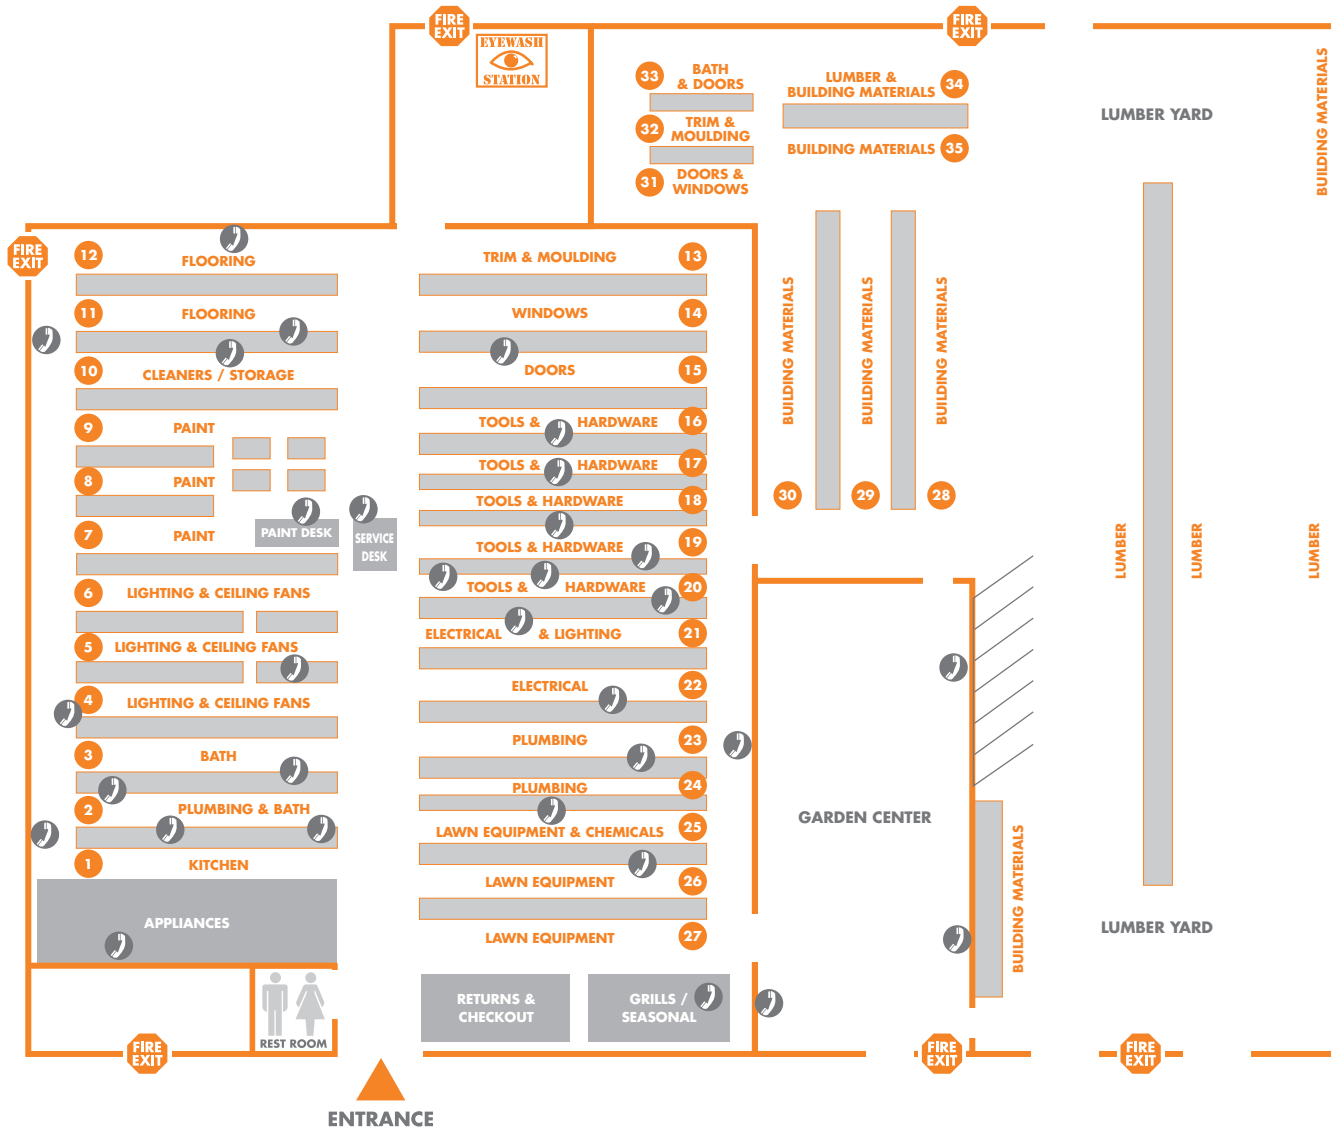 FIRE
EXIT
FIRE
EXIT
EYEWASH
STATION
33
BATH
& DOORS
32
TRIM &
MOULDING
31
DOORS &
WINDOWS
LUMBER &
BUILDING MATERIALS
34
BUILDING MATERIALS
35
LUMBER YARD
BUILDING MATERIALS
FIRE
EXIT
12
FLOORING
11
FLOORING
10
CLEANERS / STORAGE
9
PAINT
8
PAINT
7
PAINT
PAINT DESK
SERVICE
DESK
6
LIGHTING & CEILING FANS
5
LIGHTING & CEILING FANS
4
LIGHTING & CEILING FANS
3
BATH
2
PLUMBING & BATH
1
KITCHEN
APPLIANCES
REST ROOM
FIRE
EXIT
TRIM & MOULDING
13
WINDOWS
14
DOORS
15
TOOLS & HARDWARE
16
TOOLS & HARDWARE
17
TOOLS & HARDWARE
18
TOOLS & HARDWARE
19
TOOLS & HARDWARE
20
ELECTRICAL & LIGHTING
21
ELECTRICAL
22
PLUMBING
23
PLUMBING
24
LAWN EQUIPMENT & CHEMICALS
25
LAWN EQUIPMENT
26
LAWN EQUIPMENT
27
RETURNS &
CHECKOUT
GRILLS /
SEASONAL
ENTRANCE
BUILDING MATERIALS
30
BUILDING MATERIALS
29
BUILDING MATERIALS
28
GARDEN CENTER
BUILDING MATERIALS
LUMBER
LUMBER
LUMBER
LUMBER YARD
FIRE
EXIT
FIRE
EXIT